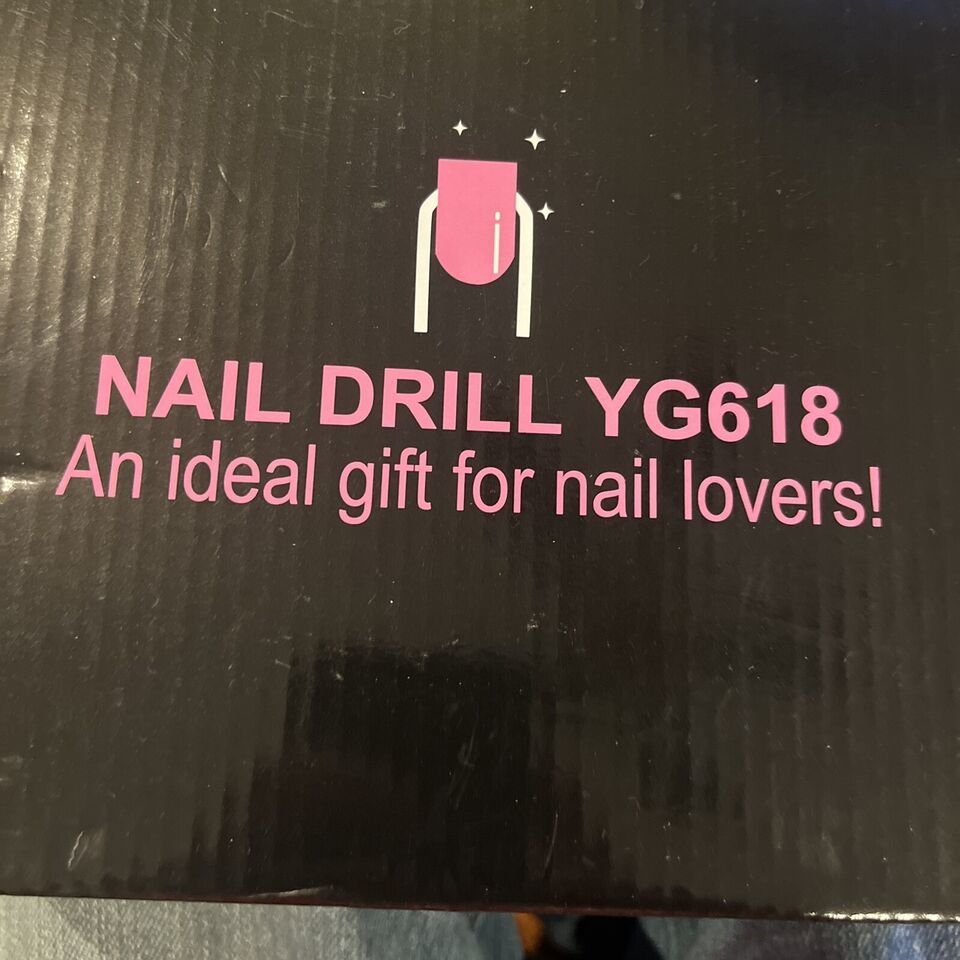 NAIL DRILL YG618
An ideal gift for nail lovers!